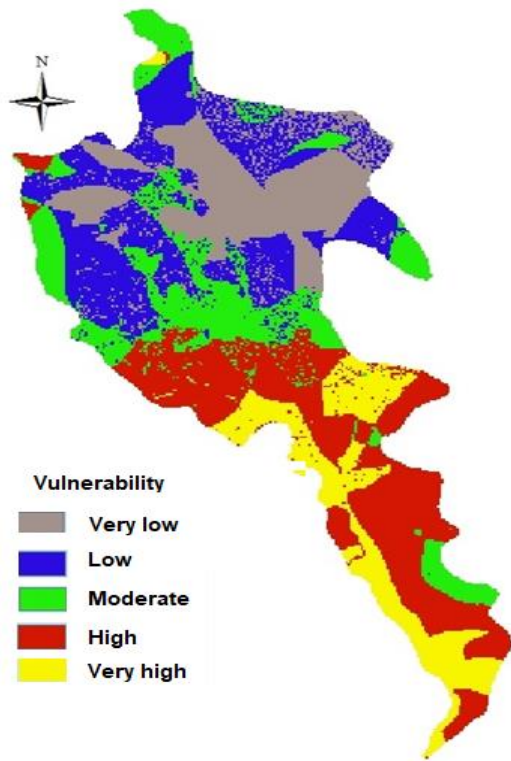 N
Vulnerability
Very low
Low
Moderate
High
Very high